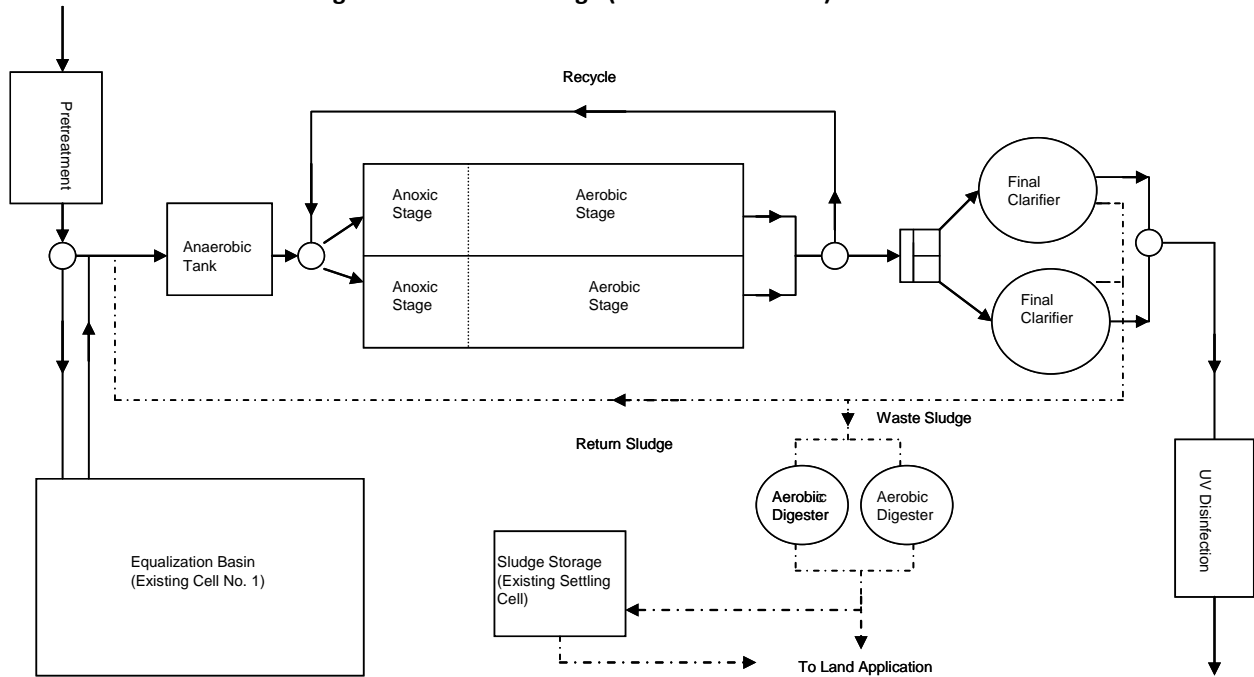 Recycle
Pretreatment
Anoxic
Stage
Aerobic
Stage
Final
Clarifier
Anaerobic
Tank
Anoxic
Stage
Aerobic
Stage
Final
Clarifier
Waste Sludge
Return Sludge
UV Disinfection
Aerobic
Digester
Aerobic
Digester
Equalization Basin
(Existing Cell No. 1)
Sludge Storage
(Existing Settling
Cell)
To Land Application